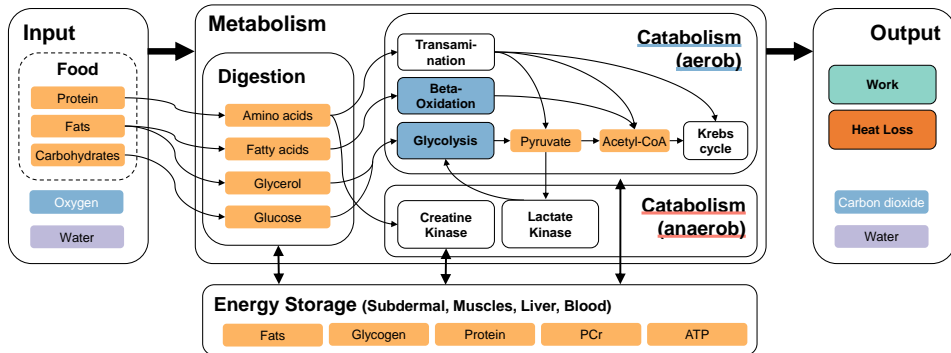 Input
Food
Protein
Fats
Carbohydrates
Oxygen
Water
Metabolism
Digestion
Amino acids
Fatty acids
Glycerol
Glucose
Catabolism
(aerob)
Transami-
nation
Beta-
Oxidation
Glycolysis
Pyruvate
Acetyl-CoA
Krebs
cycle
Catabolism
(anaerob)
Creatine
Kinase
Lactate
Kinase
Output
Work
Heat Loss
Carbon dioxide
Water
Energy Storage (Subdermal, Muscles, Liver, Blood)
Fats
Glycogen
Protein
PCr
ATP